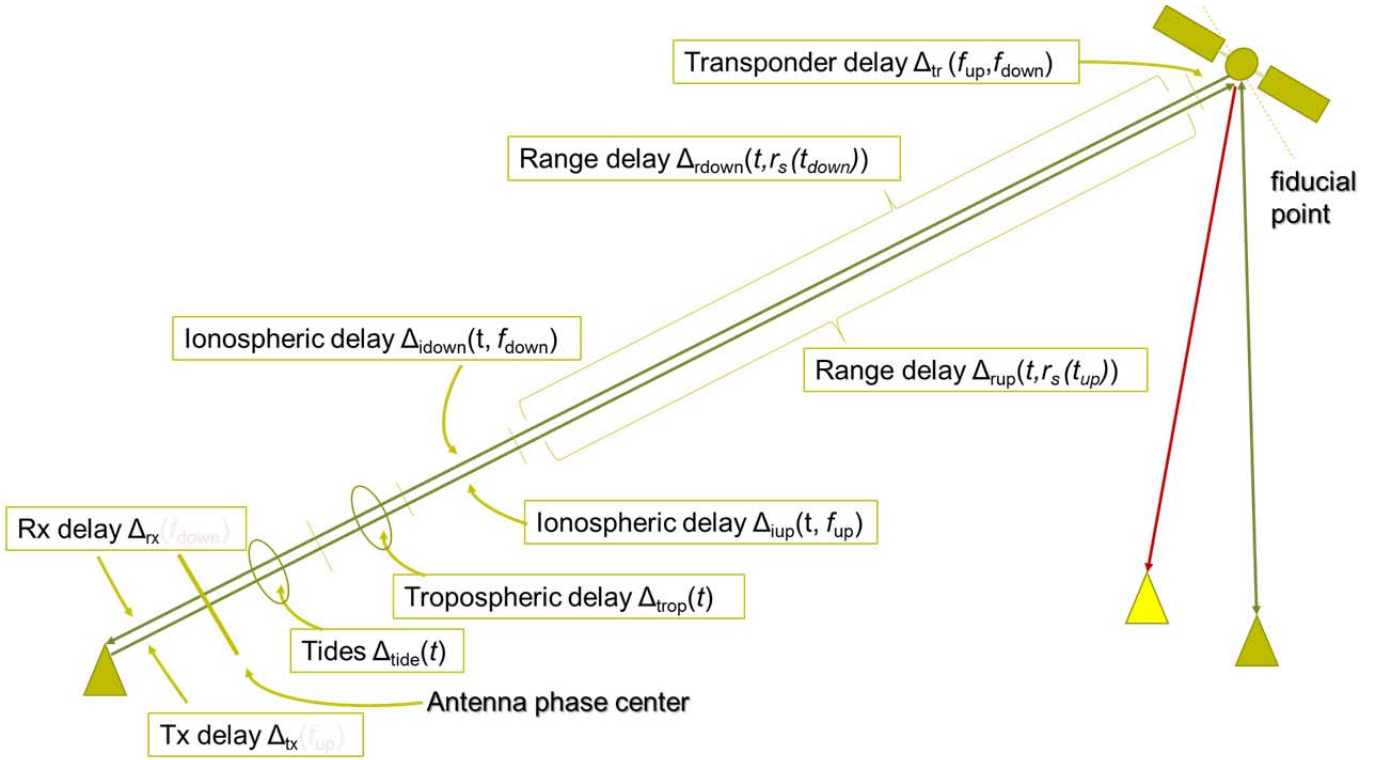 Transponder delay Δtr (fup,fdown)
Range delay Δrdown(t,rs(tdown))
fiducial
point
Ionospheric delay Δidown(t, fdown)
Range delay Δrup(t,rs(tup))
Rx delay Δrx(fdown)
Ionospheric delay Δiup(t, fup)
Tropospheric delay Δtrop(t)
Tides Δtide(t)
Antenna phase center
Tx delay Δtx(fup)